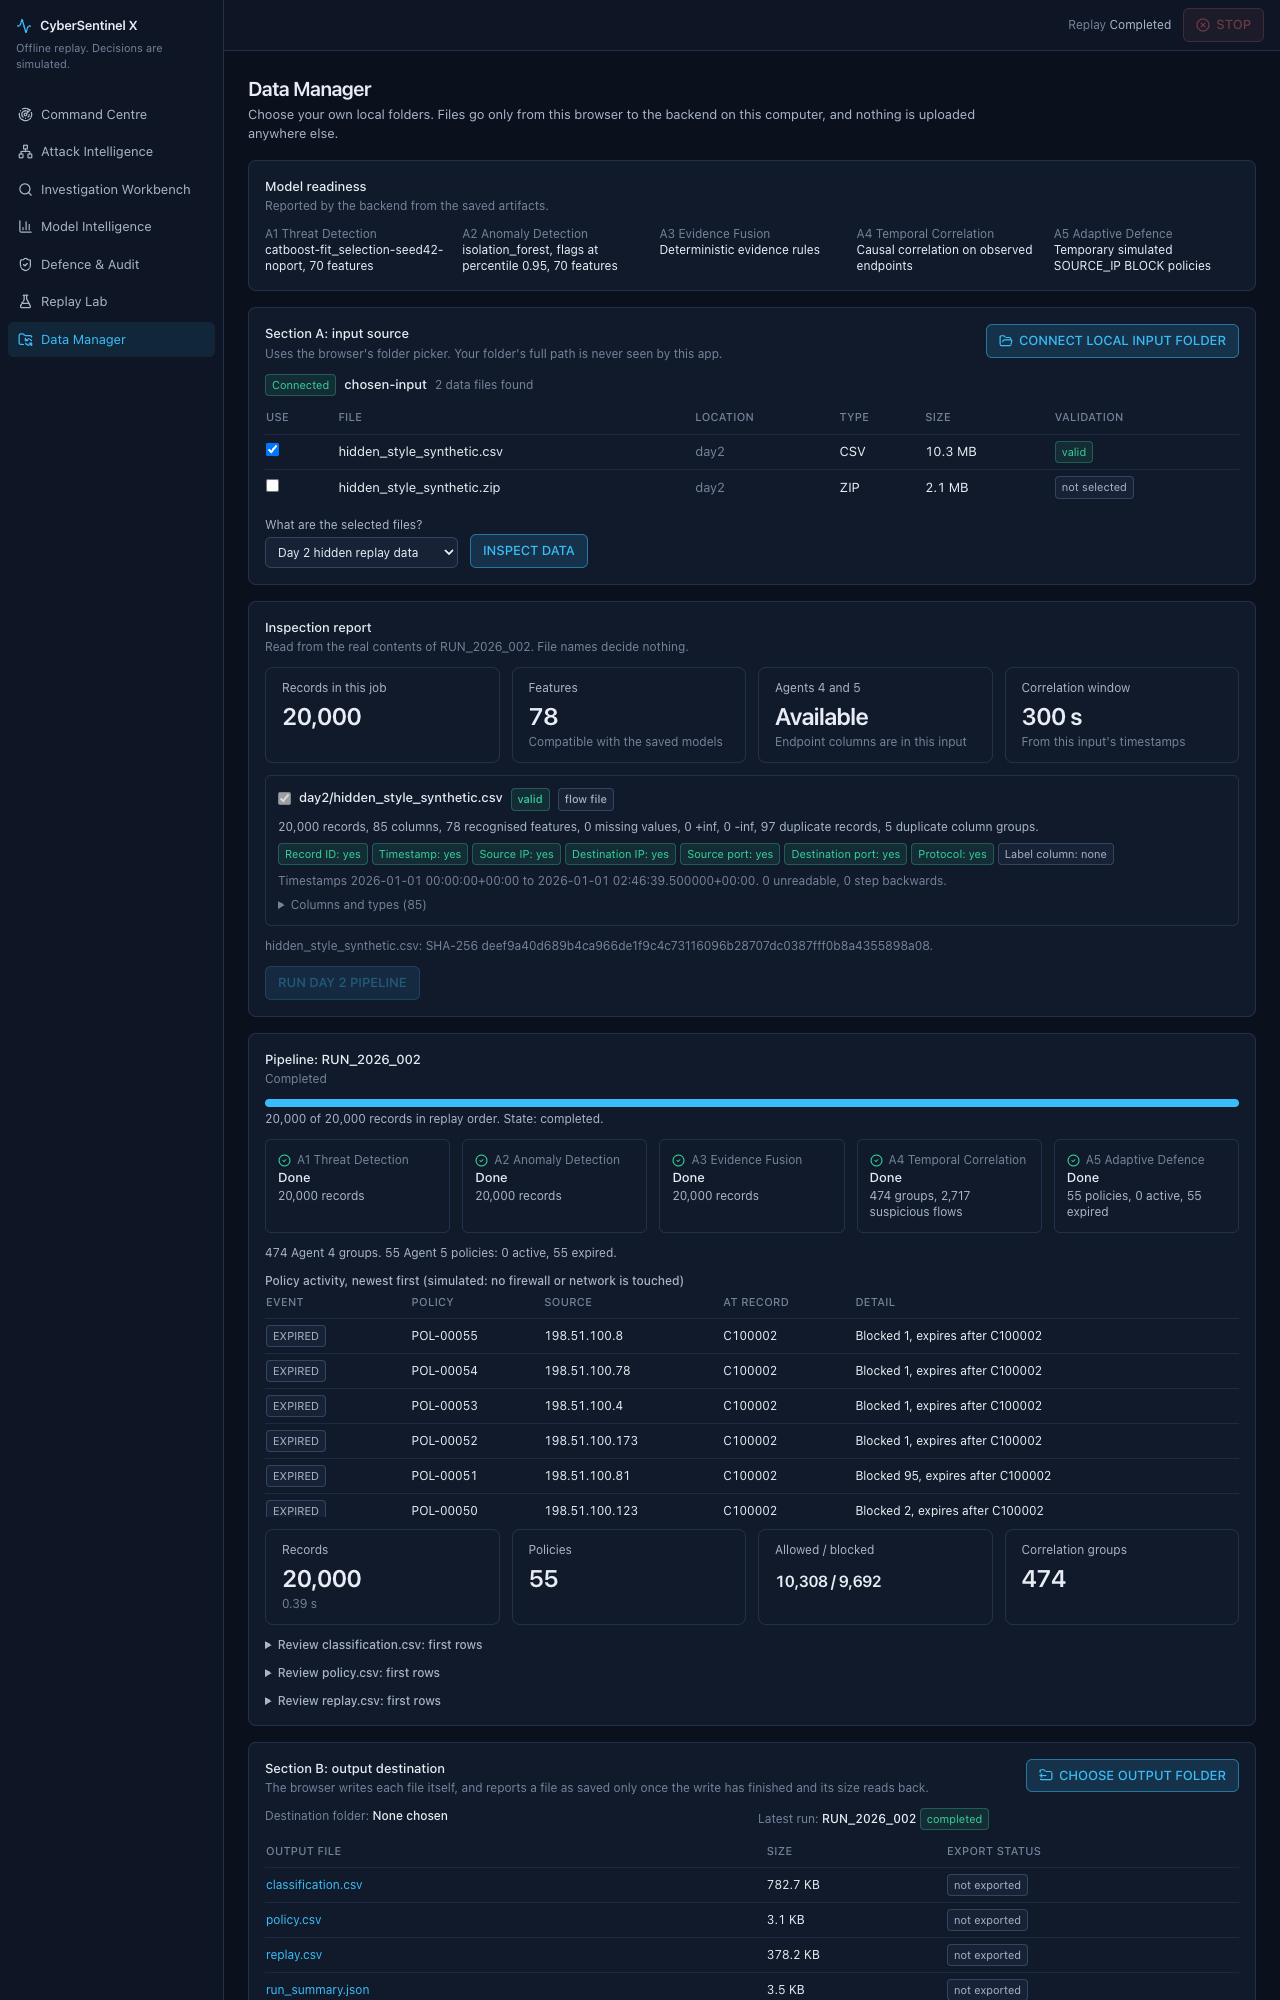 CyberSentinel X
Offline replay. Decisions are
simulated.
Command Centre
Attack Intelligence
Investigation Workbench
Model Intelligence
Defence & Audit
Replay Lab
Data Manager
Replay Completed
STOP
Data Manager
Choose your own local folders. Files go only from this browser to the backend on this computer, and nothing is uploaded
anywhere else.
Model readiness
Reported by the backend from the saved artifacts.
A1 Threat Detection
catboost-fit_selection-seed42-
noport, 70 features
A2 Anomaly Detection
isolation_forest, flags at
percentile 0.95, 70 features
A3 Evidence Fusion
Deterministic evidence rules
A4 Temporal Correlation
Causal correlation on observed
endpoints
A5 Adaptive Defence
Temporary simulated
SOURCE_IP BLOCK policies
Section A: input source
Uses the browser's folder picker. Your folder's full path is never seen by this app.
CONNECT LOCAL INPUT FOLDER
Connected chosen-input 2 data files found
USE FILE LOCATION TYPE SIZE VALIDATION
hidden_style_synthetic.csv day2 CSV 10.3 MB valid
hidden_style_synthetic.zip day2 ZIP 2.1 MB not selected
What are the selected files?
Day 2 hidden replay data
INSPECT DATA
Inspection report
Read from the real contents of RUN_2026_002. File names decide nothing.
Records in this job
20,000
Features
78
Compatible with the saved models
Agents 4 and 5
Available
Endpoint columns are in this input
Correlation window
300 s
From this input's timestamps
day2/hidden_style_synthetic.csv valid flow file
20,000 records, 85 columns, 78 recognised features, 0 missing values, 0 +inf, 0 -inf, 97 duplicate records, 5 duplicate column groups.
Record ID: yes Timestamp: yes Source IP: yes Destination IP: yes Source port: yes Destination port: yes Protocol: yes Label column: none
Timestamps 2026-01-01 00:00:00+00:00 to 2026-01-01 02:46:39.500000+00:00. 0 unreadable, 0 step backwards.
Columns and types (85)
hidden_style_synthetic.csv: SHA-256 deef9a40d689b4ca966de1f9c4c73116096b28707dc0387fff0b8a4355898a08.
RUN DAY 2 PIPELINE
Pipeline: RUN_2026_002
Completed
20,000 of 20,000 records in replay order. State: completed.
A1 Threat Detection
Done
20,000 records
A2 Anomaly Detection
Done
20,000 records
A3 Evidence Fusion
Done
20,000 records
A4 Temporal Correlation
Done
474 groups, 2,717
suspicious flows
A5 Adaptive Defence
Done
55 policies, 0 active, 55
expired
474 Agent 4 groups. 55 Agent 5 policies: 0 active, 55 expired.
Policy activity, newest first (simulated: no firewall or network is touched)
EVENT POLICY SOURCE AT RECORD DETAIL
EXPIRED POL-00055 198.51.100.8 C100002 Blocked 1, expires after C100002
EXPIRED POL-00054 198.51.100.78 C100002 Blocked 1, expires after C100002
EXPIRED POL-00053 198.51.100.4 C100002 Blocked 1, expires after C100002
EXPIRED POL-00052 198.51.100.173 C100002 Blocked 1, expires after C100002
EXPIRED POL-00051 198.51.100.81 C100002 Blocked 95, expires after C100002
EXPIRED POL-00050 198.51.100.123 C100002 Blocked 2, expires after C100002
Records
20,000
0.39 s
Policies
55
Allowed / blocked
10,308 / 9,692
Correlation groups
474
Review classification.csv: first rows
Review policy.csv: first rows
Review replay.csv: first rows
Section B: output destination
The browser writes each file itself, and reports a file as saved only once the write has finished and its size reads back.
CHOOSE OUTPUT FOLDER
Destination folder: None chosen
Latest run: RUN_2026_002 completed
OUTPUT FILE SIZE EXPORT STATUS
classification.csv 782.7 KB not exported
policy.csv 3.1 KB not exported
replay.csv 378.2 KB not exported
run_summary.json 3.5 KB not exported